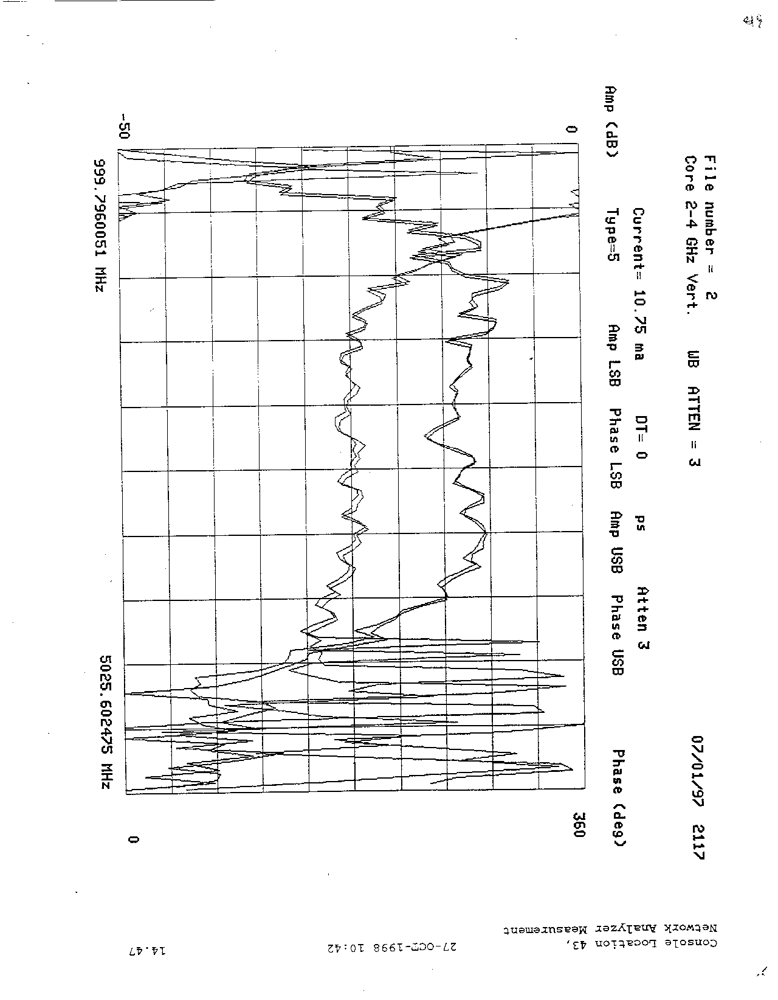 File number = 2
Core 2-4 GHz Vert. WB ATTEN = 3 07/01/97 2117
Current= 10.75 ma DT= 0 ps Atten 3
Amp (dB) Type=5 Amp LSB Phase LSB Amp USB Phase USB Phase (deg)
0 360
-50 0
999.7960051 MHz 5025.602475 MHz
Console Location 43, 27-OCT-1998 10:42 14.47
Network Analyzer Measurement